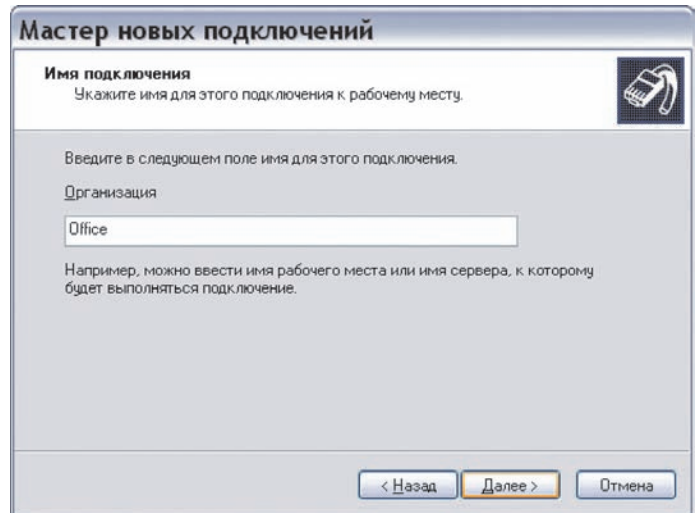 Мастер новых подключений
Имя подключения
Укажите имя для этого подключения к рабочему месту.
Введите в следующем поле имя для этого подключения.
Организация
Office
Например, можно ввести имя рабочего места или имя сервера, к которому
будет выполняться подключение.
< Назад
Далее >
Отмена